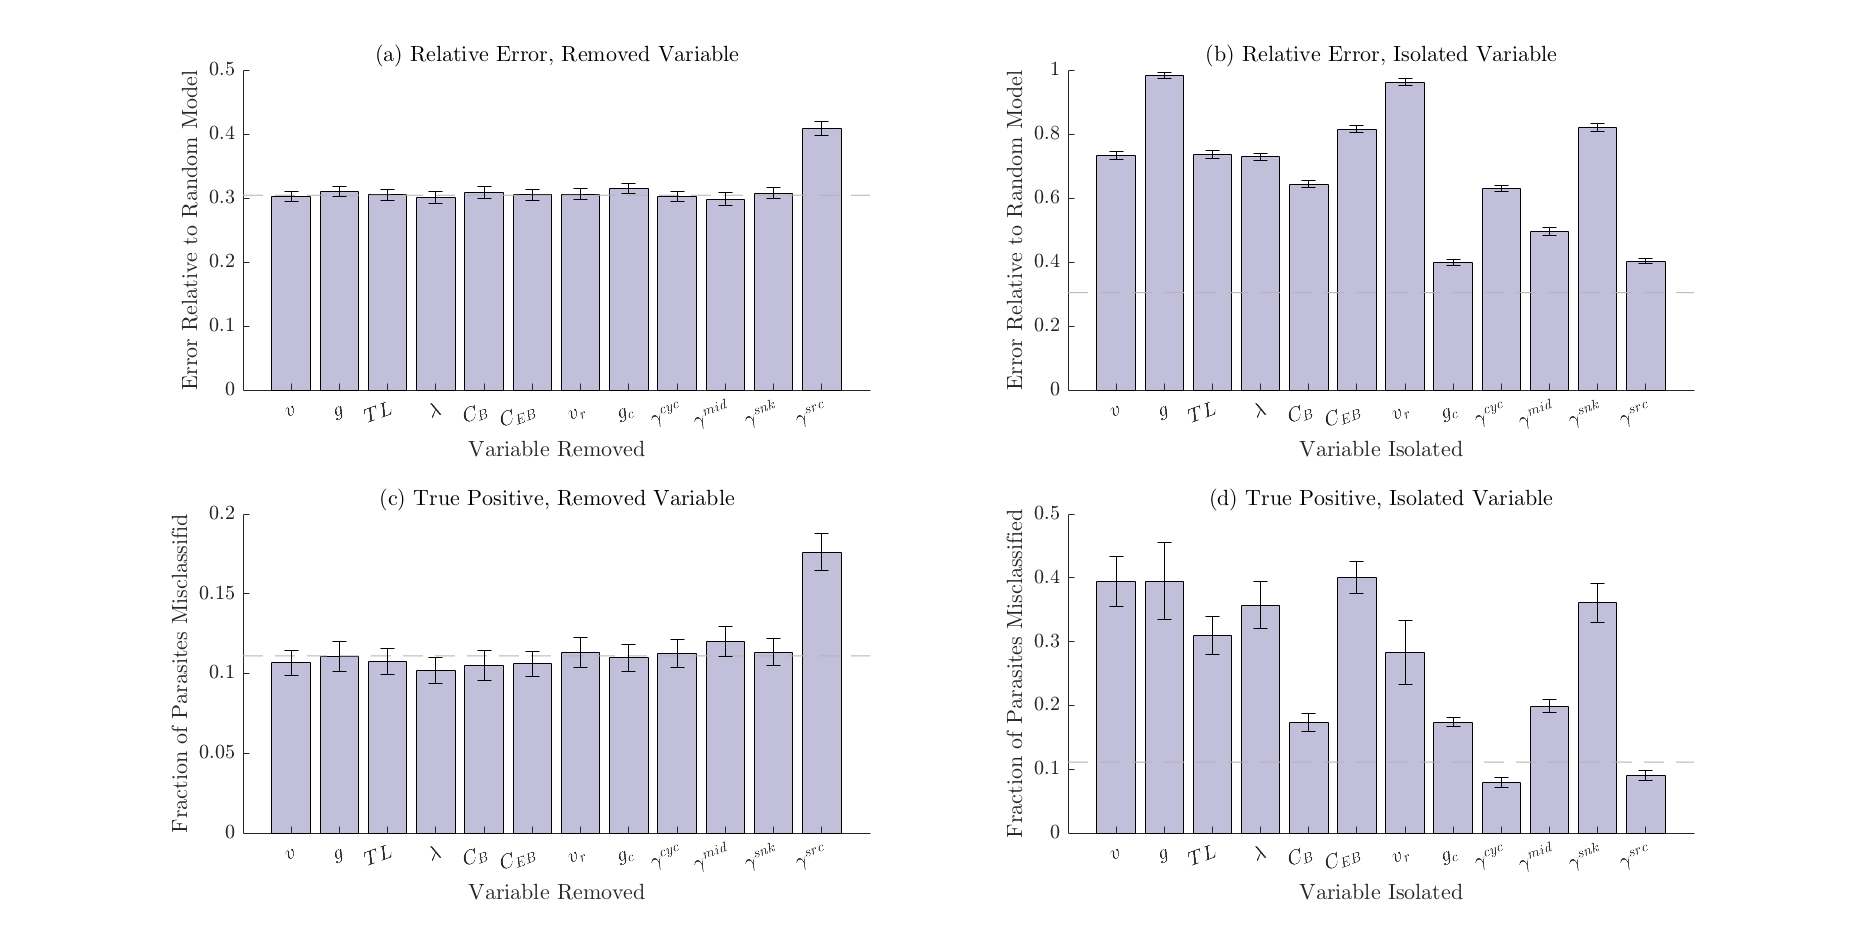 (a) Relative Error, Removed Variable
Error Relative to Random Model
0.5
0.4
0.3
0.2
0.1
0
v g TL λ C_B C_EB v_r g_c γ^cyc γ^mid γ^snk γ^src
Variable Removed
(b) Relative Error, Isolated Variable
Error Relative to Random Model
1
0.8
0.6
0.4
0.2
0
v g TL λ C_B C_EB v_r g_c γ^cyc γ^mid γ^snk γ^src
Variable Isolated
(c) True Positive, Removed Variable
Fraction of Parasites Misclassifid
0.2
0.15
0.1
0.05
0
v g TL λ C_B C_EB v_r g_c γ^cyc γ^mid γ^snk γ^src
Variable Removed
(d) True Positive, Isolated Variable
Fraction of Parasites Misclassified
0.5
0.4
0.3
0.2
0.1
0
v g TL λ C_B C_EB v_r g_c γ^cyc γ^mid γ^snk γ^src
Variable Isolated